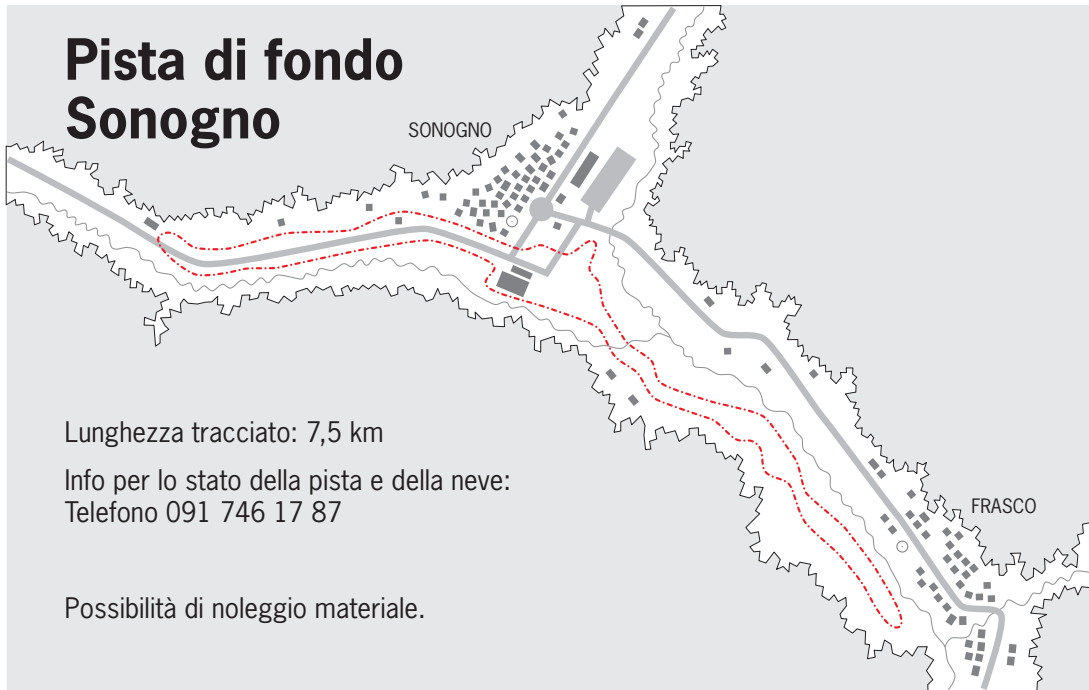 Pista di fondo
Sonogno
SONOGNO
Lunghezza tracciato: 7,5 km
Info per lo stato della pista e della neve:
Telefono 091 746 17 87
FRASCO
Possibilità di noleggio materiale.